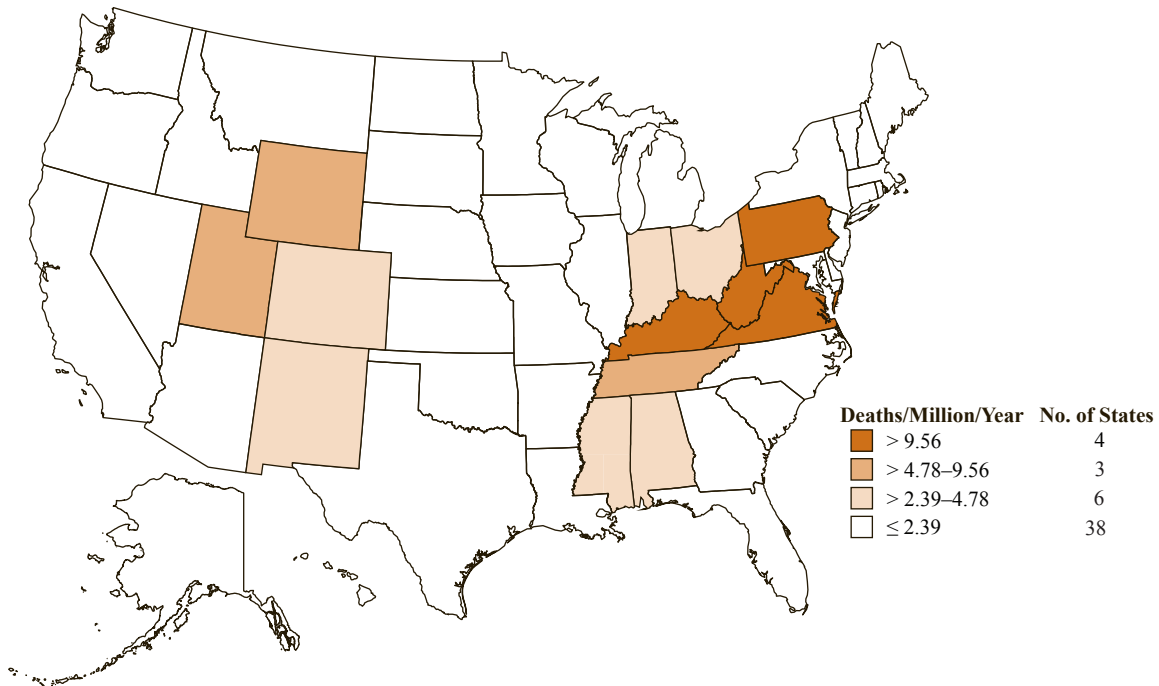 Deaths/Million/Year No. of States
> 9.56 4
> 4.78–9.56 3
> 2.39–4.78 6
≤ 2.39 38